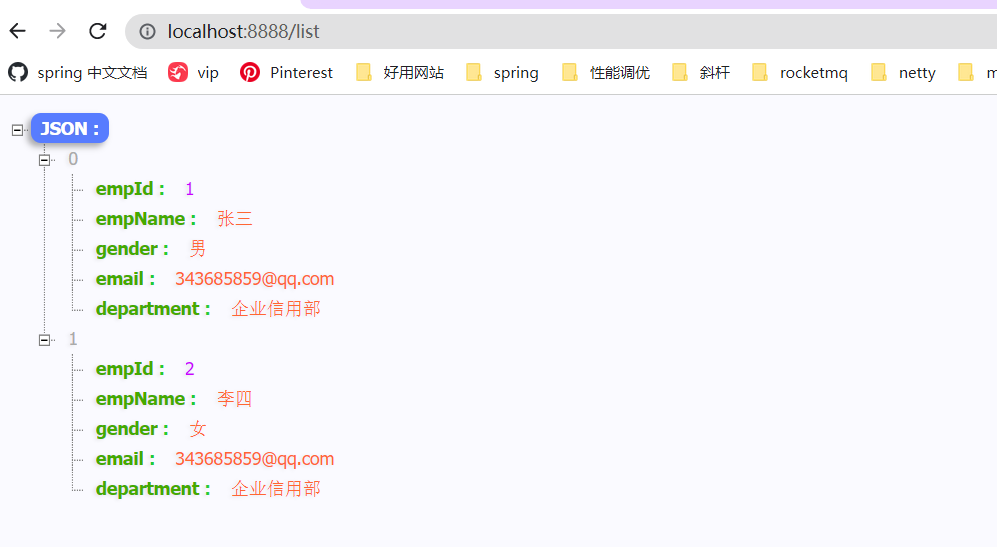 localhost:8888/list
spring 中文文档 vip Pinterest 好用网站 spring 性能调优 斜杆 rocketmq netty
JSON :
0
empId : 1
empName : 张三
gender : 男
email : 343685859@qq.com
department : 企业信用部
1
empId : 2
empName : 李四
gender : 女
email : 343685859@qq.com
department : 企业信用部